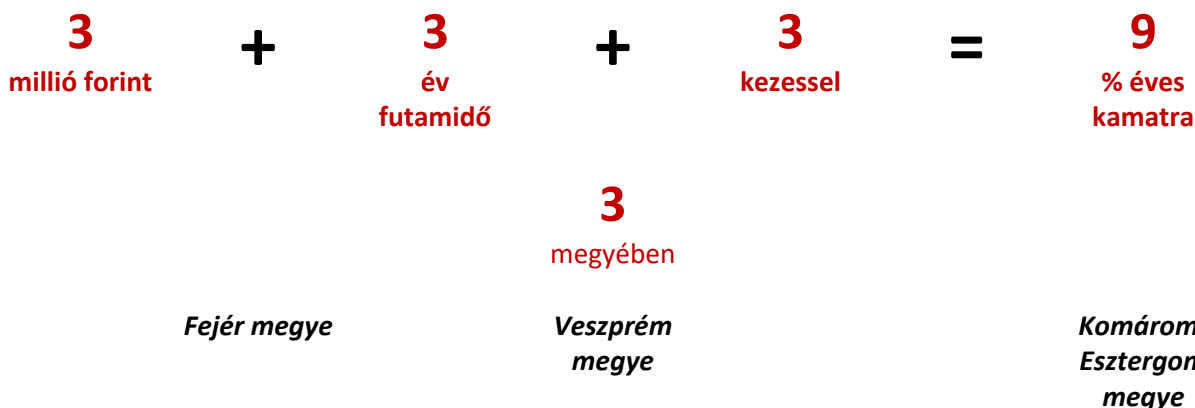 3 + 3 + 3 = 9
millió forint év kezessel % éves
futamidő kamatra
3
megyében
Fejér megye Veszprém Komárom
megye Esztergon
megye